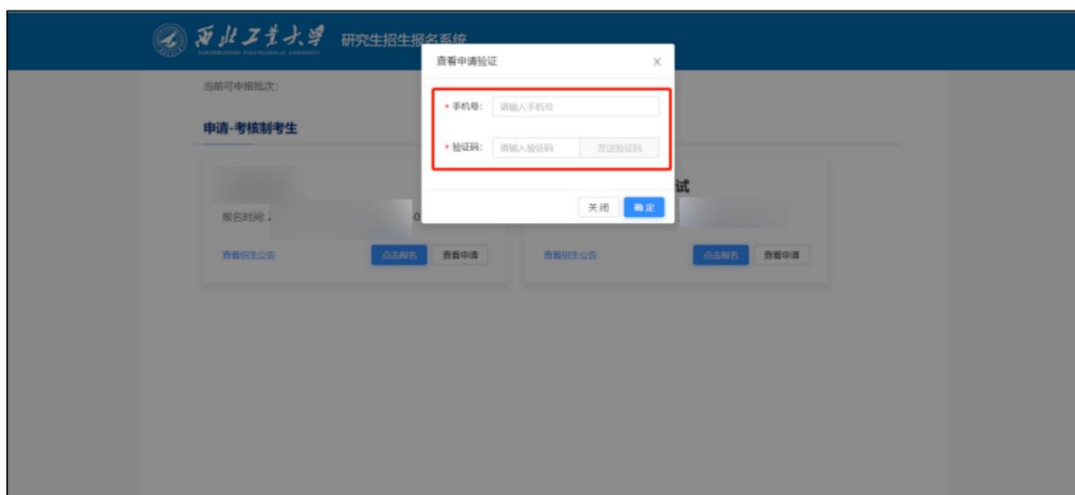 西北工业大学 研究生招生报名系统
NORTHWESTERN POLYTECHNICAL UNIVERSITY
查看申请验证 X
当前可申报批次：
* 手机号： 请输入手机号
申请-考核制考生
* 验证码： 请输入验证码 发送验证码
试
关闭 确定
报名时间：
查看招生公告 点击报名 查看申请
查看招生公告 点击报名 查看申请